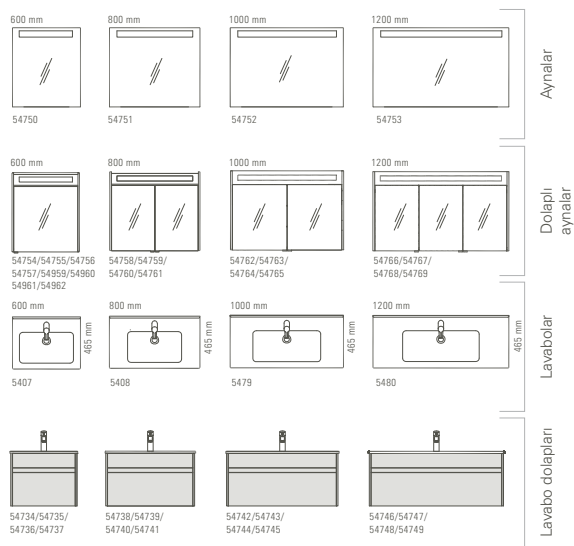 600 mm
800 mm
1000 mm
1200 mm
54750
54751
54752
54753
Aynalar
600 mm
800 mm
1000 mm
1200 mm
54754/54755/54756
54757/54959/54960
54961/54962
54758/54759/
54760/54761
54762/54763/
54764/54765
54766/54767/
54768/54769
Dolaplı
aynalar
600 mm
800 mm
1000 mm
1200 mm
465 mm
465 mm
465 mm
465 mm
5407
5408
5479
5480
Lavabolar
54734/54735/
54736/54737
54738/54739/
54740/54741
54742/54743/
54744/54745
54746/54747/
54748/54749
Lavabo dolapları